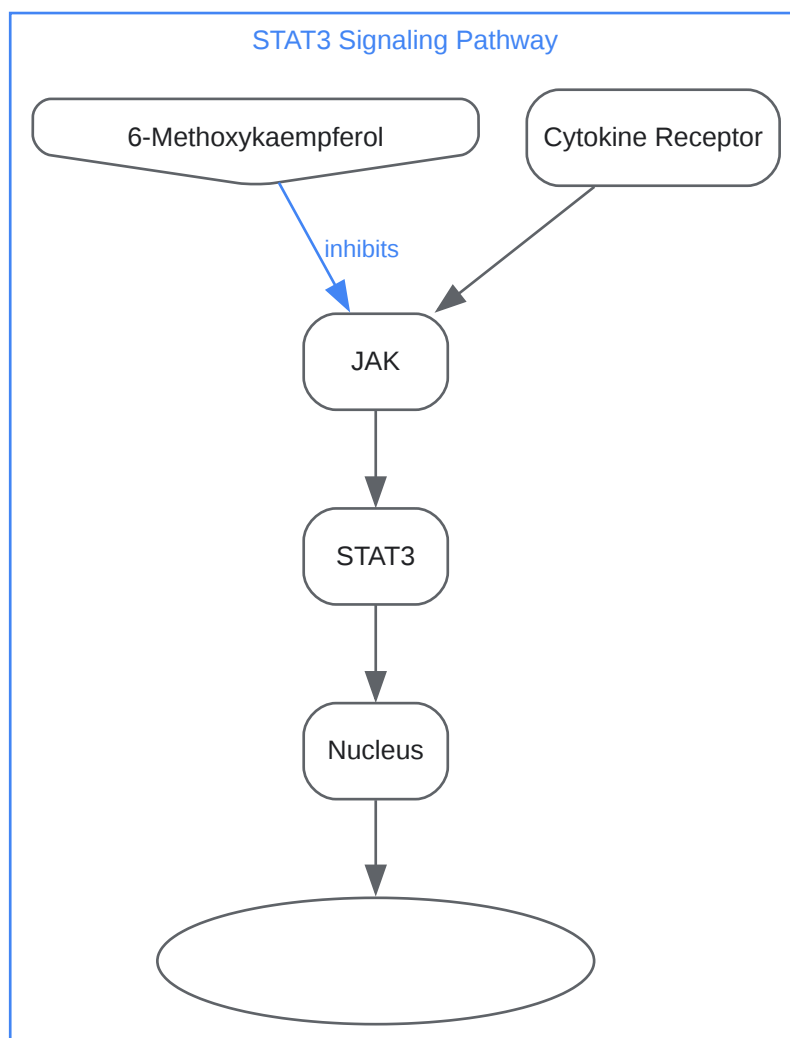 STAT3 Signaling Pathway
6-Methoxykaempferol
Cytokine Receptor
inhibits
JAK
STAT3
Nucleus